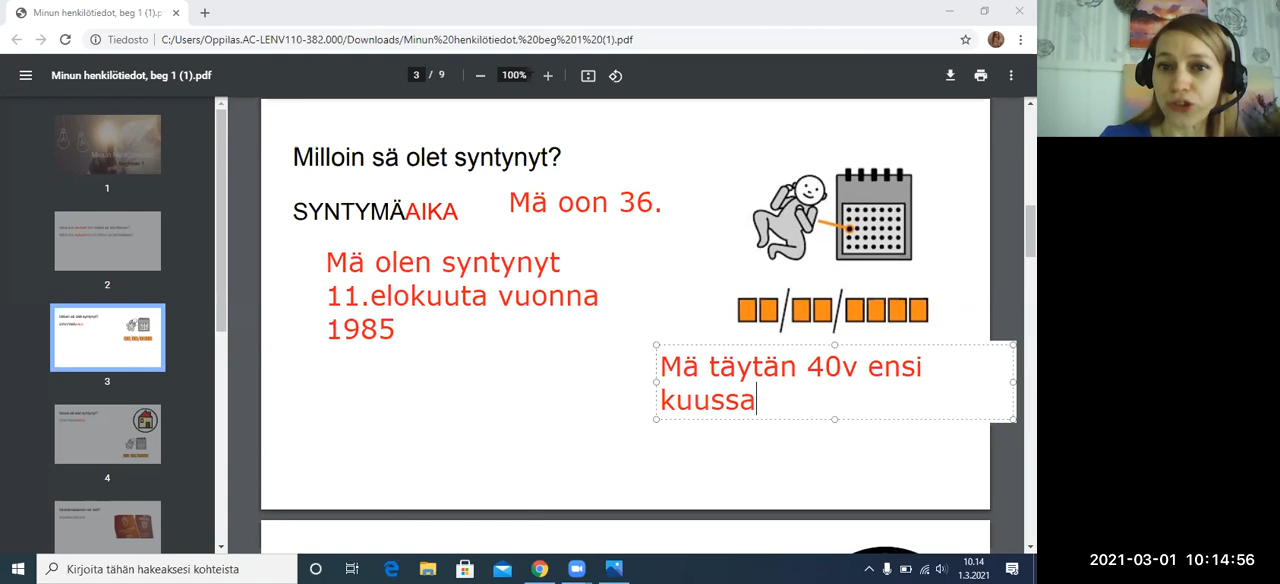 Minun henkilötiedot, beg 1 (1).p
Tiedosto
C:/Users/Oppilas.AC-LENV110-382.000/Downloads/Minun%20henkilötiedot,%20beg%201%20(1).pdf
Minun henkilötiedot, beg 1 (1).pdf
3 / 9
100%
1
2
3
4
Milloin sä olet syntynyt?
SYNTYMÄAIKA
Mä oon 36.
Mä olen syntynyt
11.elokuuta vuonna
1985
Mä täytän 40v ensi
kuussa
Kirjoita tähän hakeaksesi kohteista
10.14
1.3.2021
2021-03-01 10:14:56